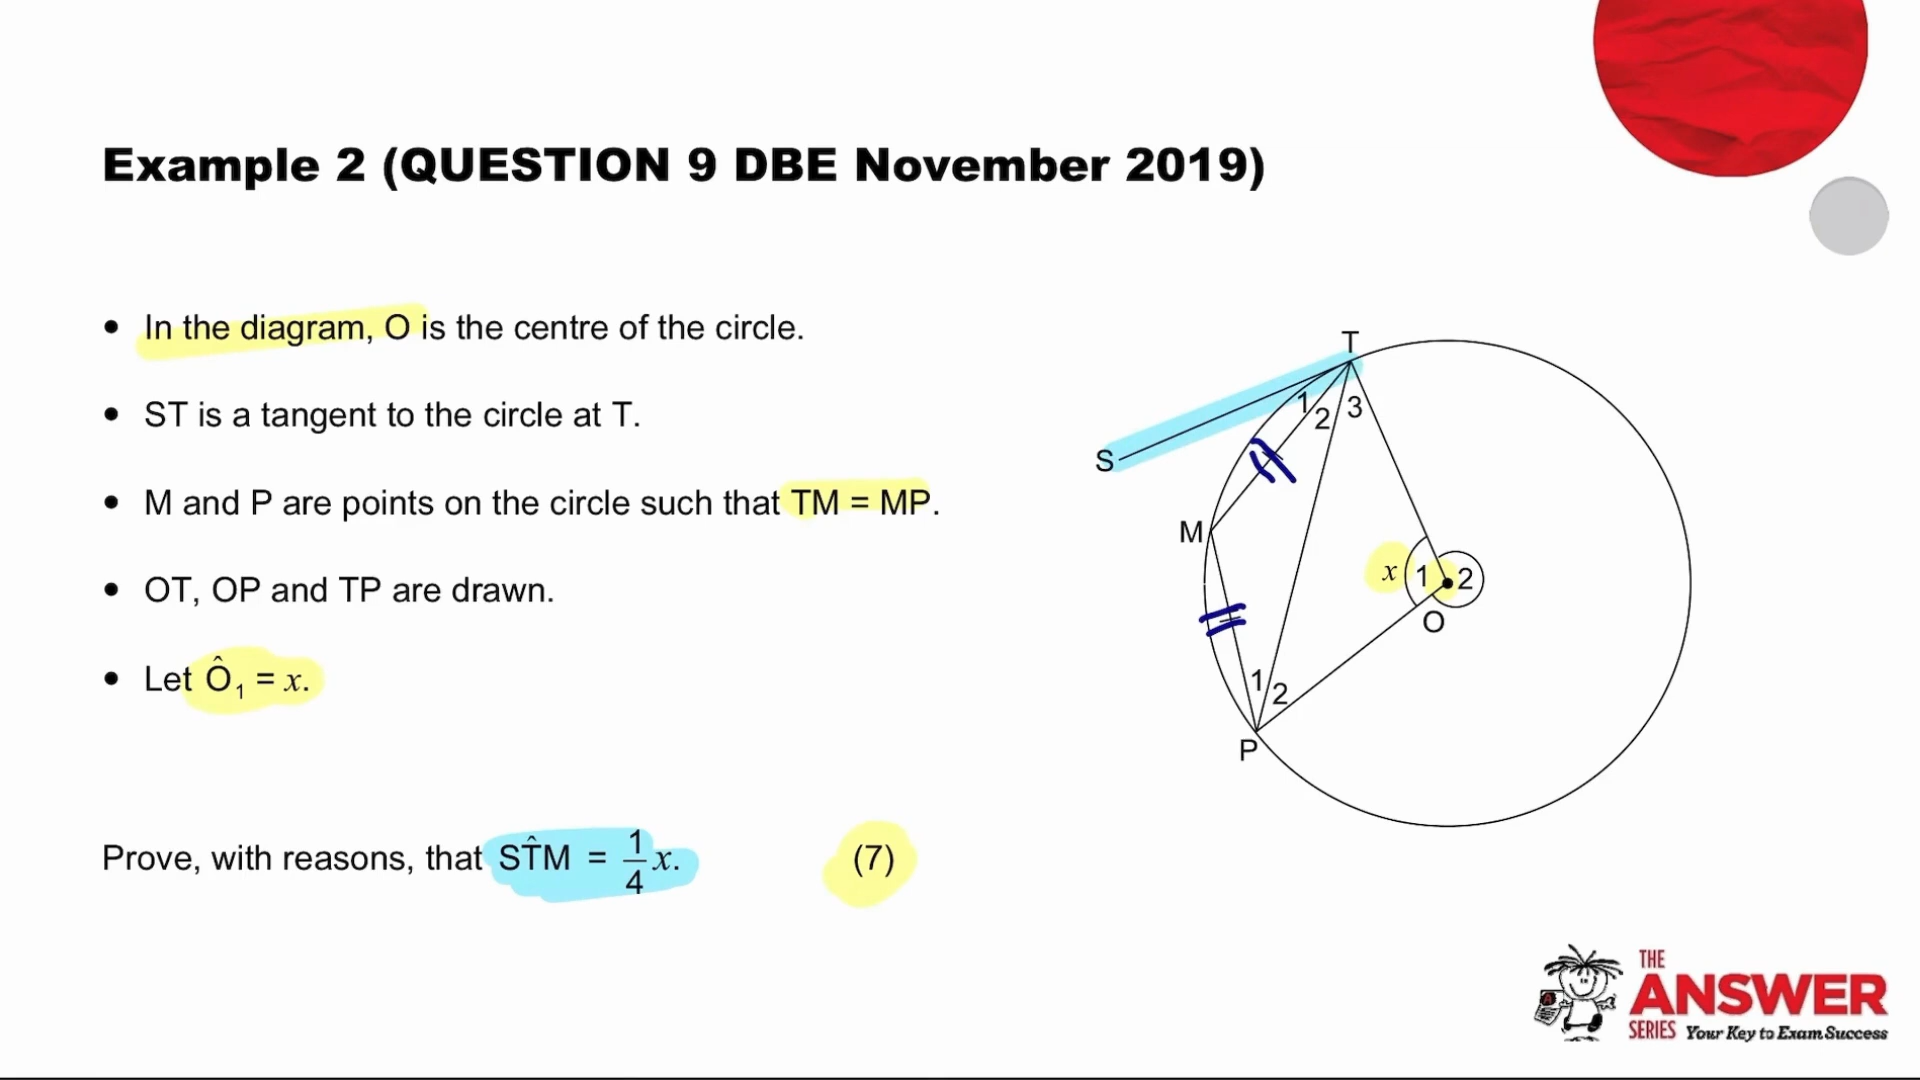 Example 2 (QUESTION 9 DBE November 2019)
• In the diagram, O is the centre of the circle.
• ST is a tangent to the circle at T.
• M and P are points on the circle such that TM = MP.
• OT, OP and TP are drawn.
• Let Ô₁ = x.
Prove, with reasons, that ST̂M = 1/4 x. (7)
T
1 2 3
S
M
x 1 2
O
1 2
P
THE
ANSWER
SERIES Your Key to Exam Success